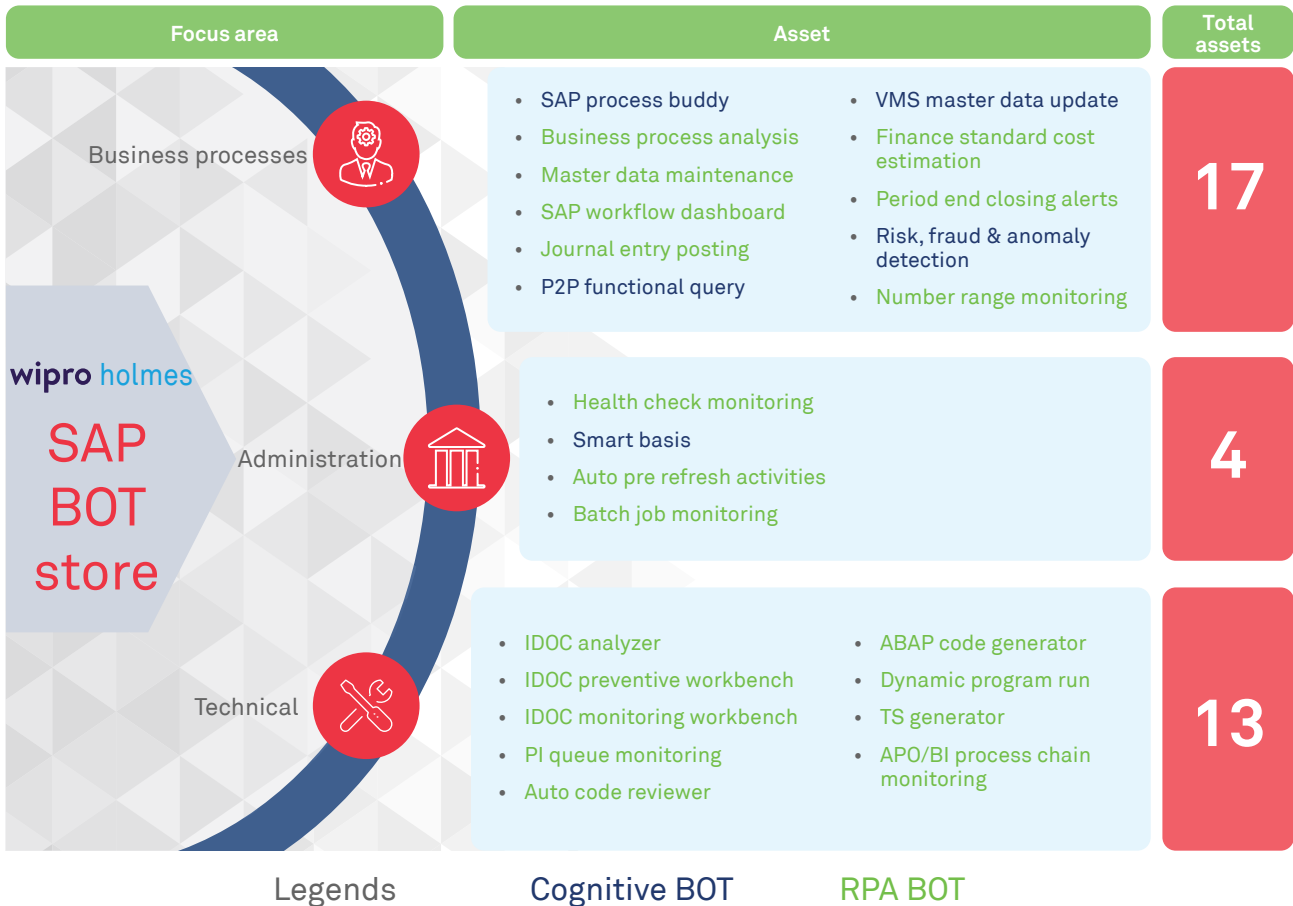 Focus area
Asset
Total
assets
Business processes
• SAP process buddy
• Business process analysis
• Master data maintenance
• SAP workflow dashboard
• Journal entry posting
• P2P functional query
• VMS master data update
• Finance standard cost
estimation
• Period end closing alerts
• Risk, fraud & anomaly
detection
• Number range monitoring
17
wipro holmes
SAP
BOT
store
Administration
• Health check monitoring
• Smart basis
• Auto pre refresh activities
• Batch job monitoring
4
Technical
• IDOC analyzer
• IDOC preventive workbench
• IDOC monitoring workbench
• PI queue monitoring
• Auto code reviewer
• ABAP code generator
• Dynamic program run
• TS generator
• APO/BI process chain
monitoring
13
Legends
Cognitive BOT
RPA BOT